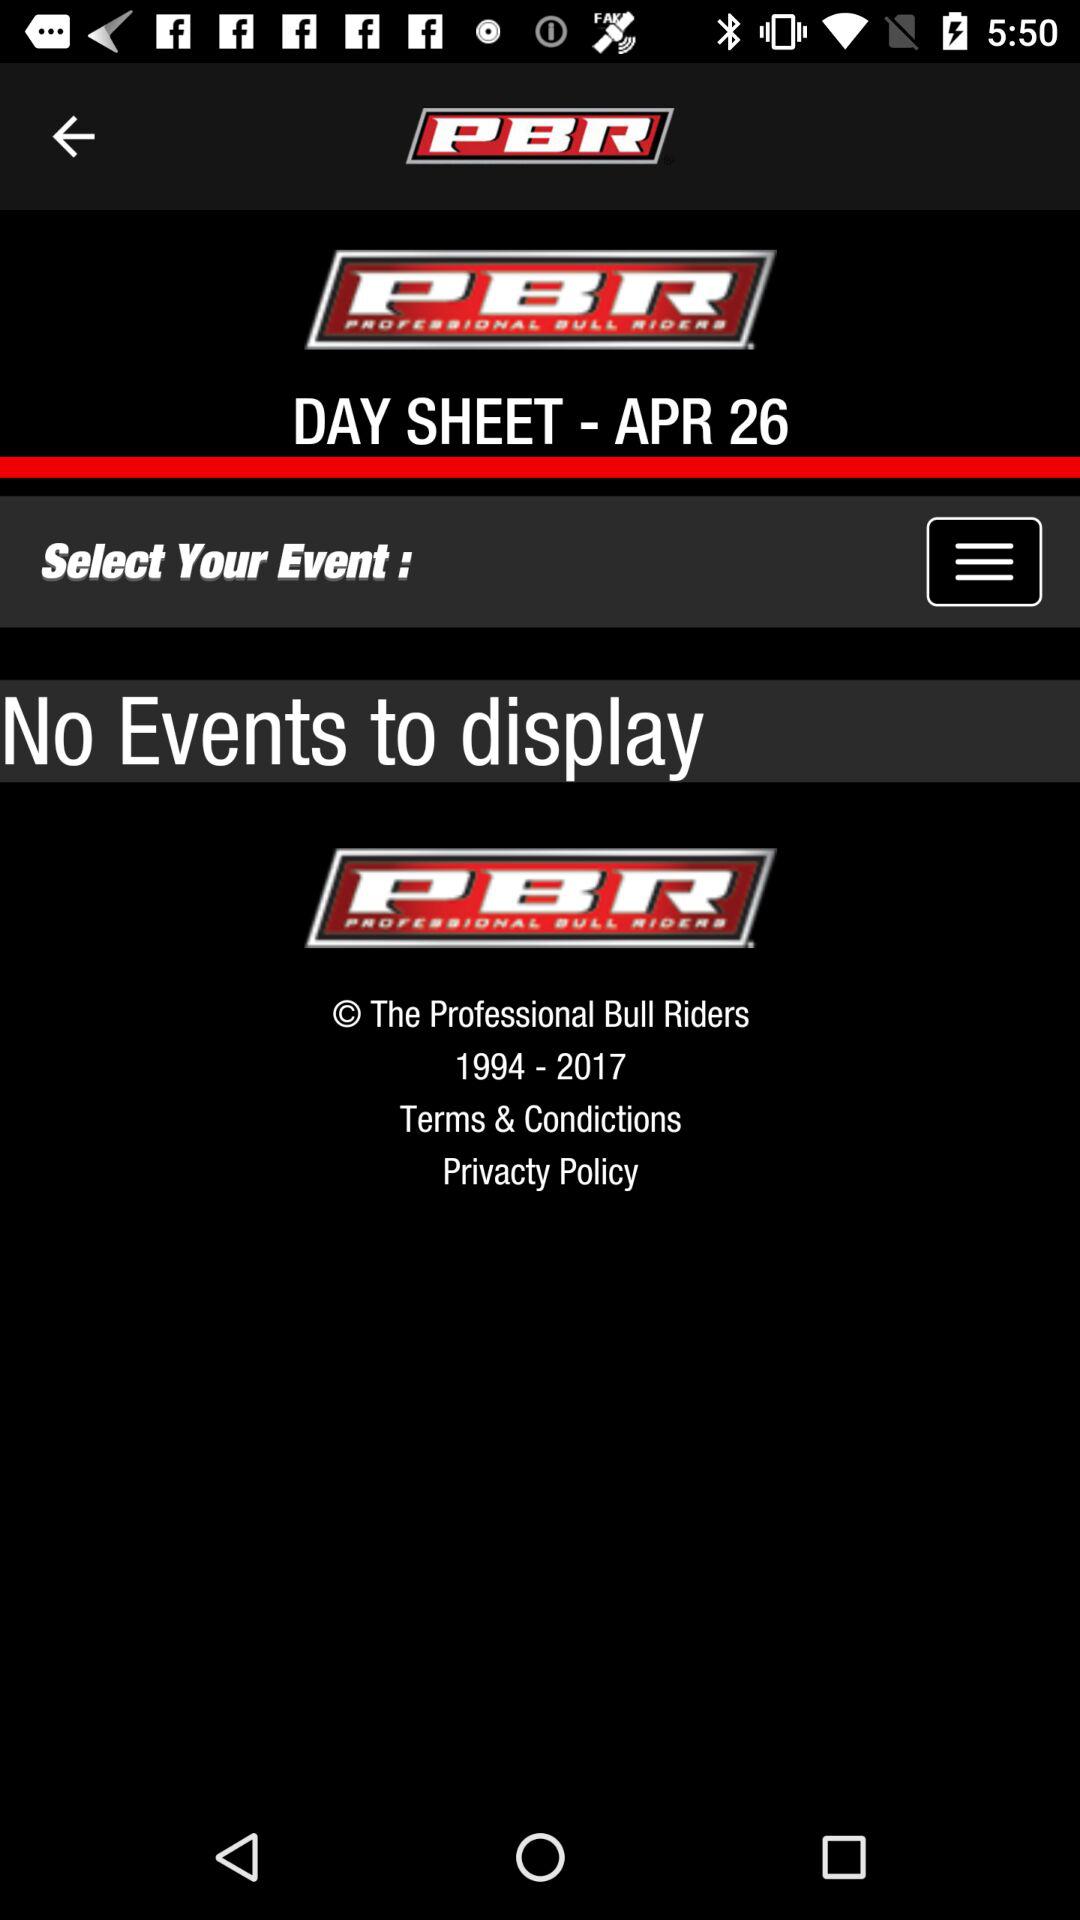 FAKE
5:50
PBR
PBR
PROFESSIONAL BULL RIDERS
DAY SHEET - APR 26
Select Your Event :
No Events to display
PBR
PROFESSIONAL BULL RIDERS
© The Professional Bull Riders
1994 - 2017
Terms & Condictions
Privacty Policy